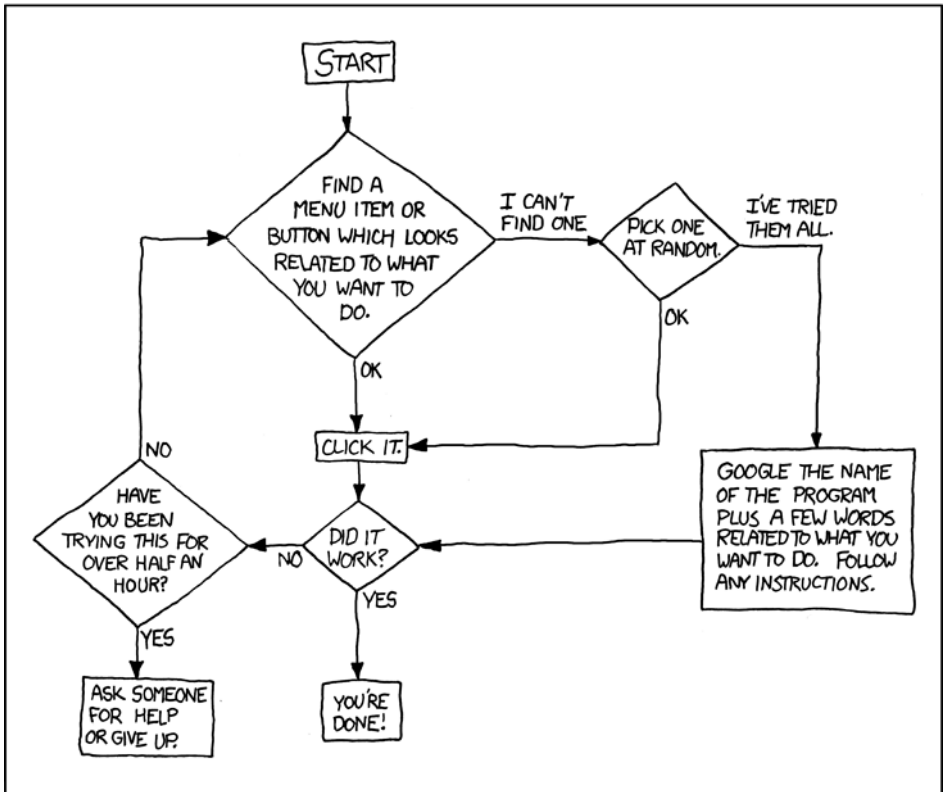 START
FIND A
MENU ITEM OR
BUTTON WHICH LOOKS
RELATED TO WHAT
YOU WANT TO
DO.
I CAN'T
FIND ONE
PICK ONE
AT RANDOM.
I'VE TRIED
THEM ALL.
OK
OK
CLICK IT.
NO
HAVE
YOU BEEN
TRYING THIS FOR
OVER HALF AN
HOUR?
NO
DID IT
WORK?
GOOGLE THE NAME
OF THE PROGRAM
PLUS A FEW WORDS
RELATED TO WHAT YOU
WANT TO DO. FOLLOW
ANY INSTRUCTIONS.
YES
YES
ASK SOMEONE
FOR HELP
OR GIVE UP.
YOU'RE
DONE!